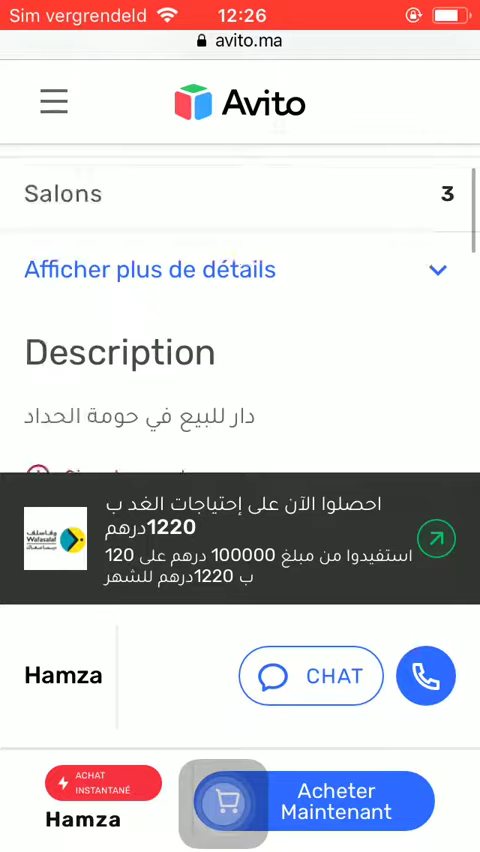 Sim vergrendeld
12:26
avito.ma
Avito
Salons 3
Afficher plus de détails
Description
دار للبيع في حومة الحداد
احصلوا الآن على إحتياجات الغد ب
1220درهم
استفيدوا من مبلغ 100000 درهم على 120
ب 1220درهم للشهر
وفاسلف
Wafasalaf
Hamza
CHAT
ACHAT
INSTANTANÉ
Hamza
Acheter
Maintenant